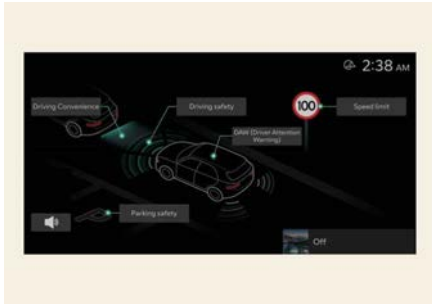 2:38 AM
Driving Convenience
Driving safety
100
Speed limit
DAW (Driver Attention
Warning)
Parking safety
Off